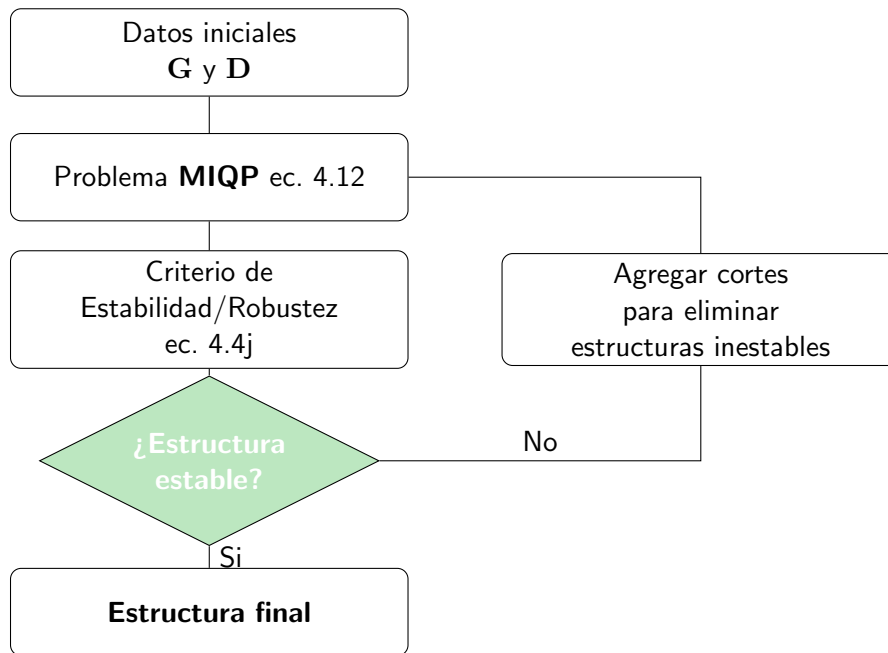 Datos iniciales
G y D
Problema MIQP ec. 4.12
Criterio de
Estabilidad/Robustez
ec. 4.4j
Agregar cortes
para eliminar
estructuras inestables
¿Estructura
estable?
No
Si
Estructura final